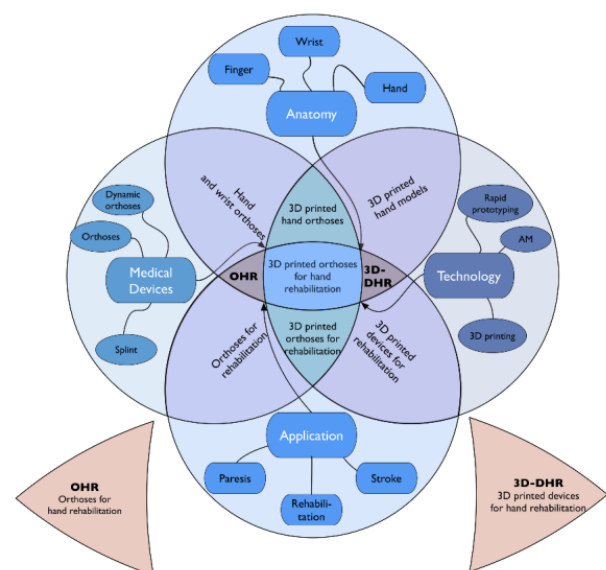 Wrist
Finger
Hand
Anatomy
Hand
and wrist orthoses
3D printed
hand orthoses
3D printed
hand models
Dynamic
orthoses
Orthoses
Medical
Devices
Splint
Rapid
prototyping
AM
Technology
3D printing
OHR
3D printed orthoses
for hand
rehabilitation
3D-
DHR
Orthoses for
rehabilitation
3D printed
orthoses for
rehabilitation
3D printed
devices for
rehabilitation
Application
Paresis
Rehabili-
tation
Stroke
OHR
Orthoses for
hand rehabilitation
3D-DHR
3D printed devices
for hand rehabilitation